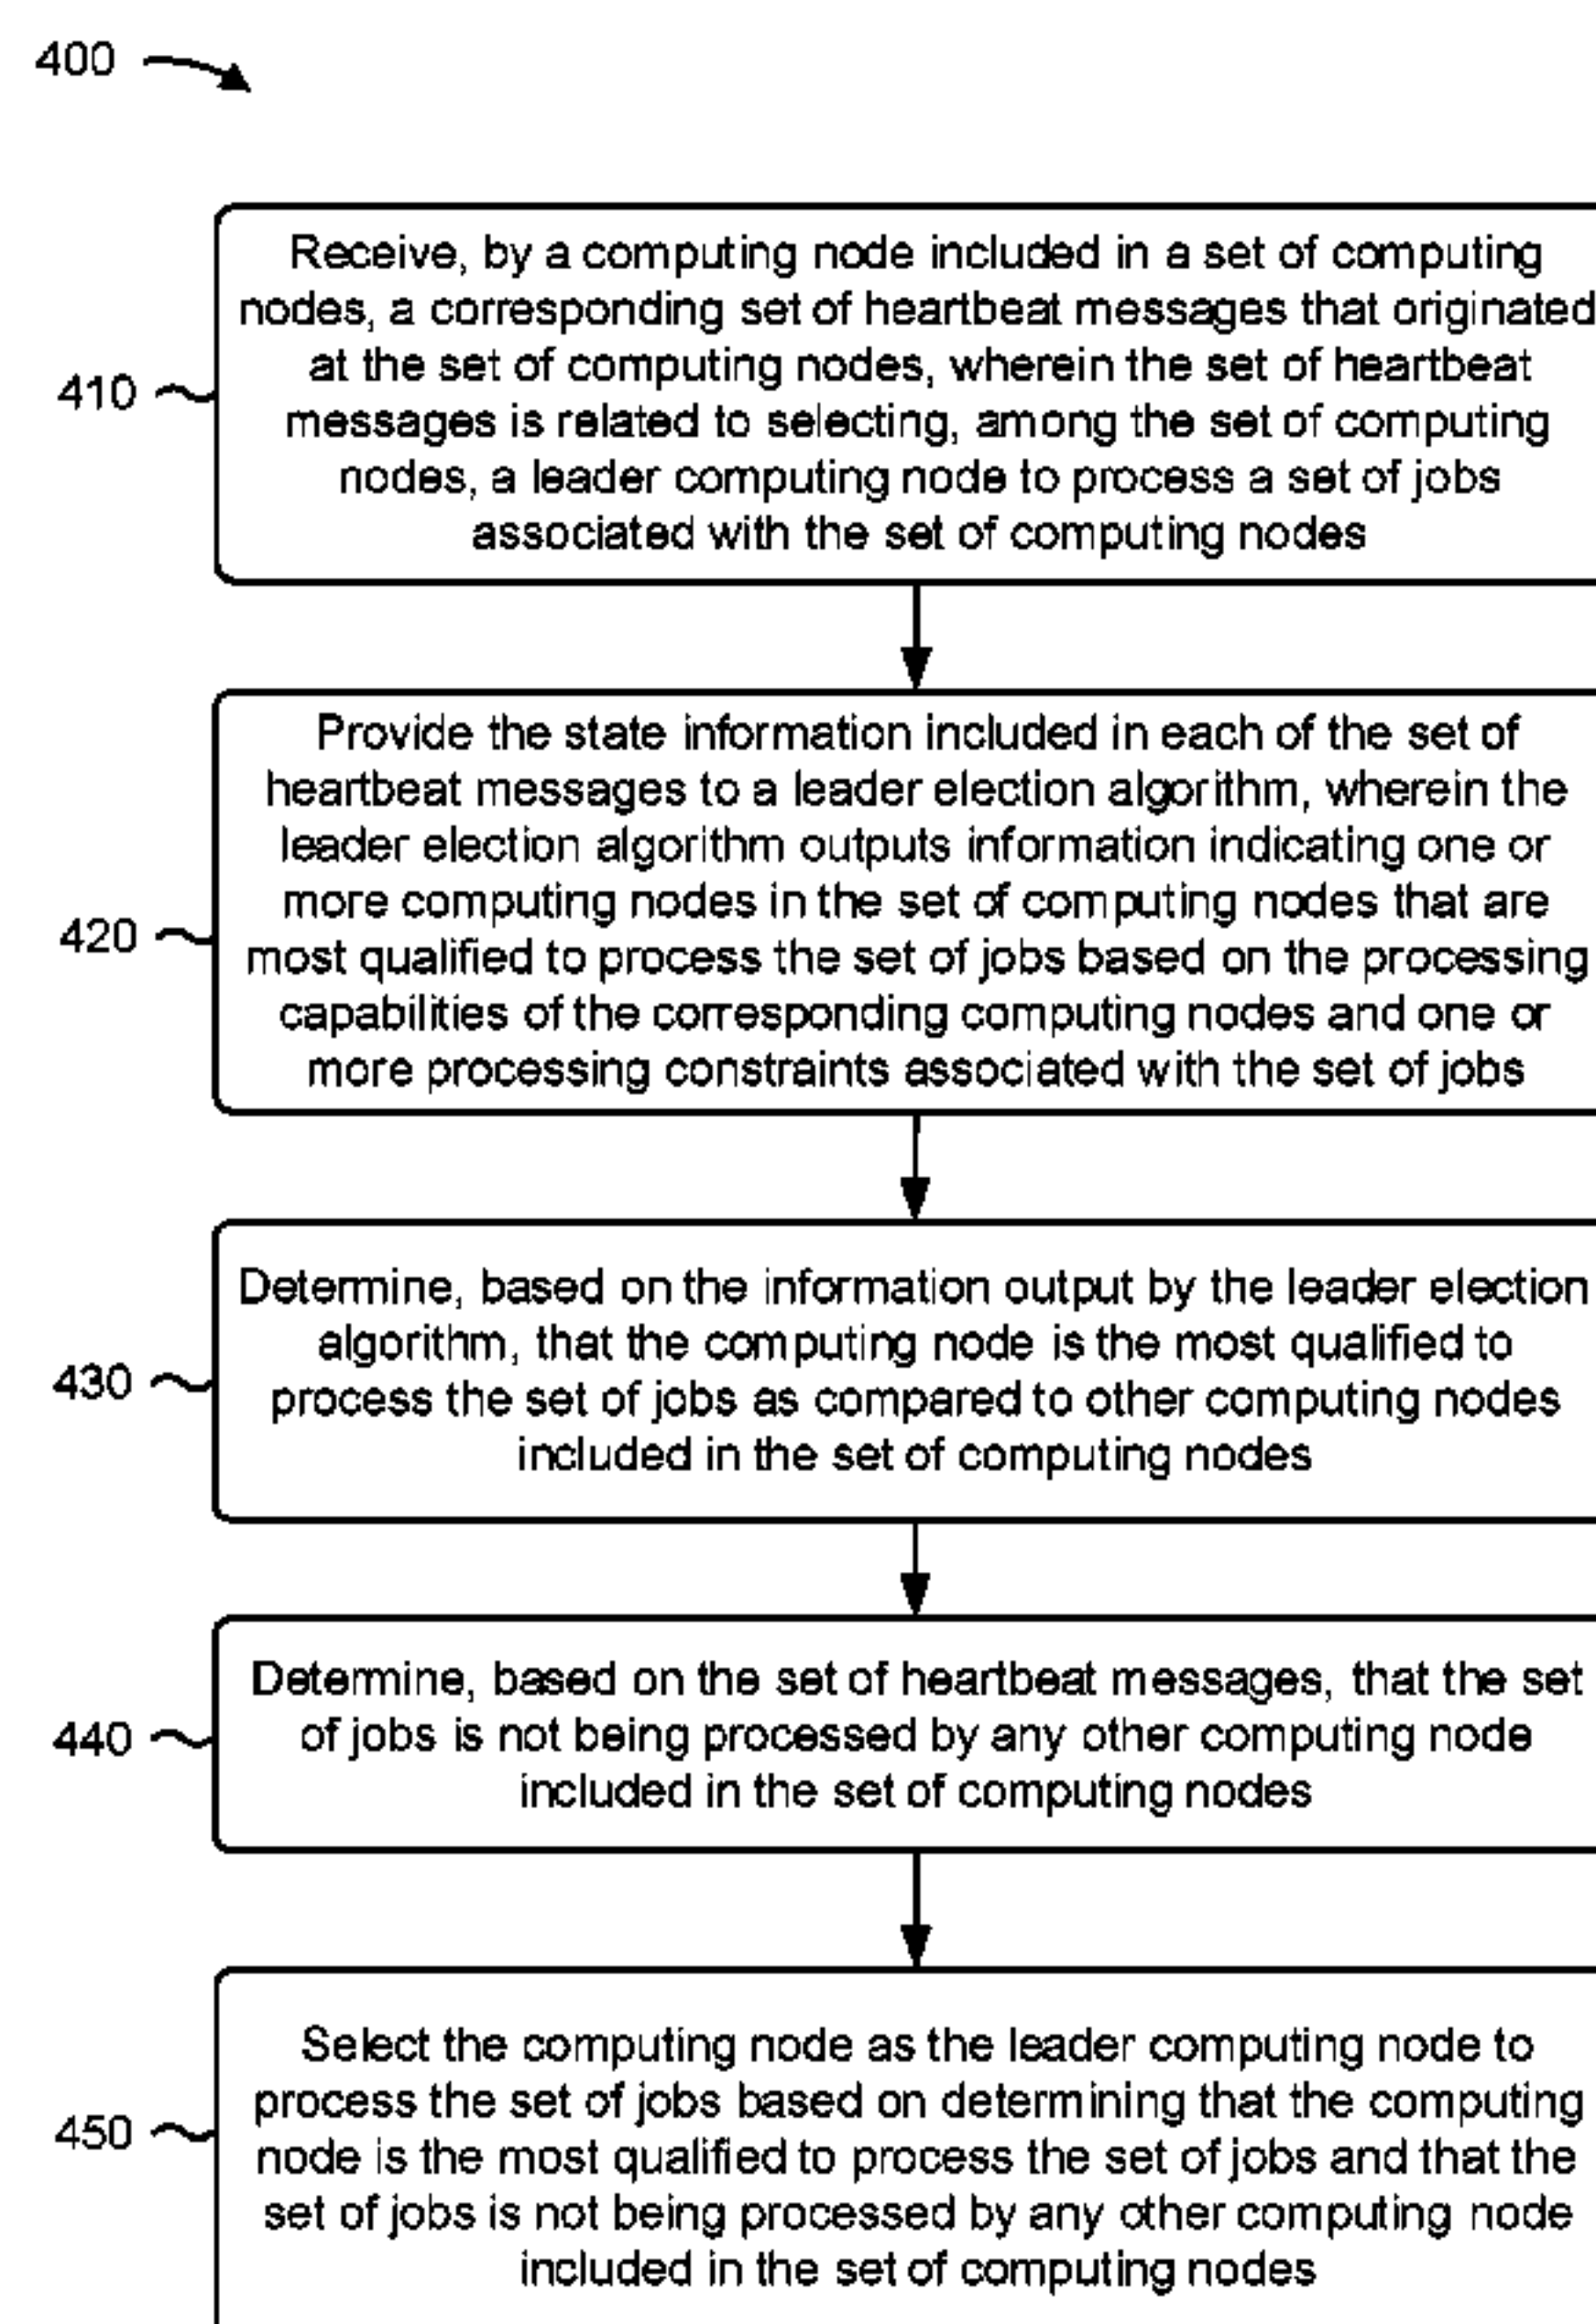 400
Receive, by a computing node included in a set of computing
nodes, a corresponding set of heartbeat messages that originated
at the set of computing nodes, wherein the set of heartbeat
410
messages is related to selecting, among the set of computing
nodes, a leader computing node to process a set of jobs
associated with the set of computing nodes
Provide the state information included in each of the set of
heartbeat messages to a leader election algorithm, wherein the
leader election algorithm outputs information indicating one or
more computing nodes in the set of computing nodes that are
420
most qualified to process the set of jobs based on the processing
capabilities of the corresponding computing nodes and one or
more processing constraints associated with the set of jobs
Determine, based on the information output by the leader election
algorithm, that the computing node is the most qualified to
430
process the set of jobs as compared to other computing nodes
included in the set of computing nodes
Determine, based on the set of heartbeat messages, that the set
440
of jobs is not being processed by any other computing node
included in the set of computing nodes
Select the computing node as the leader computing node to
process the set of jobs based on determining that the computing
450
node is the most qualified to process the set of jobs and that the
set of jobs is not being processed by any other computing node
included in the set of computing nodes